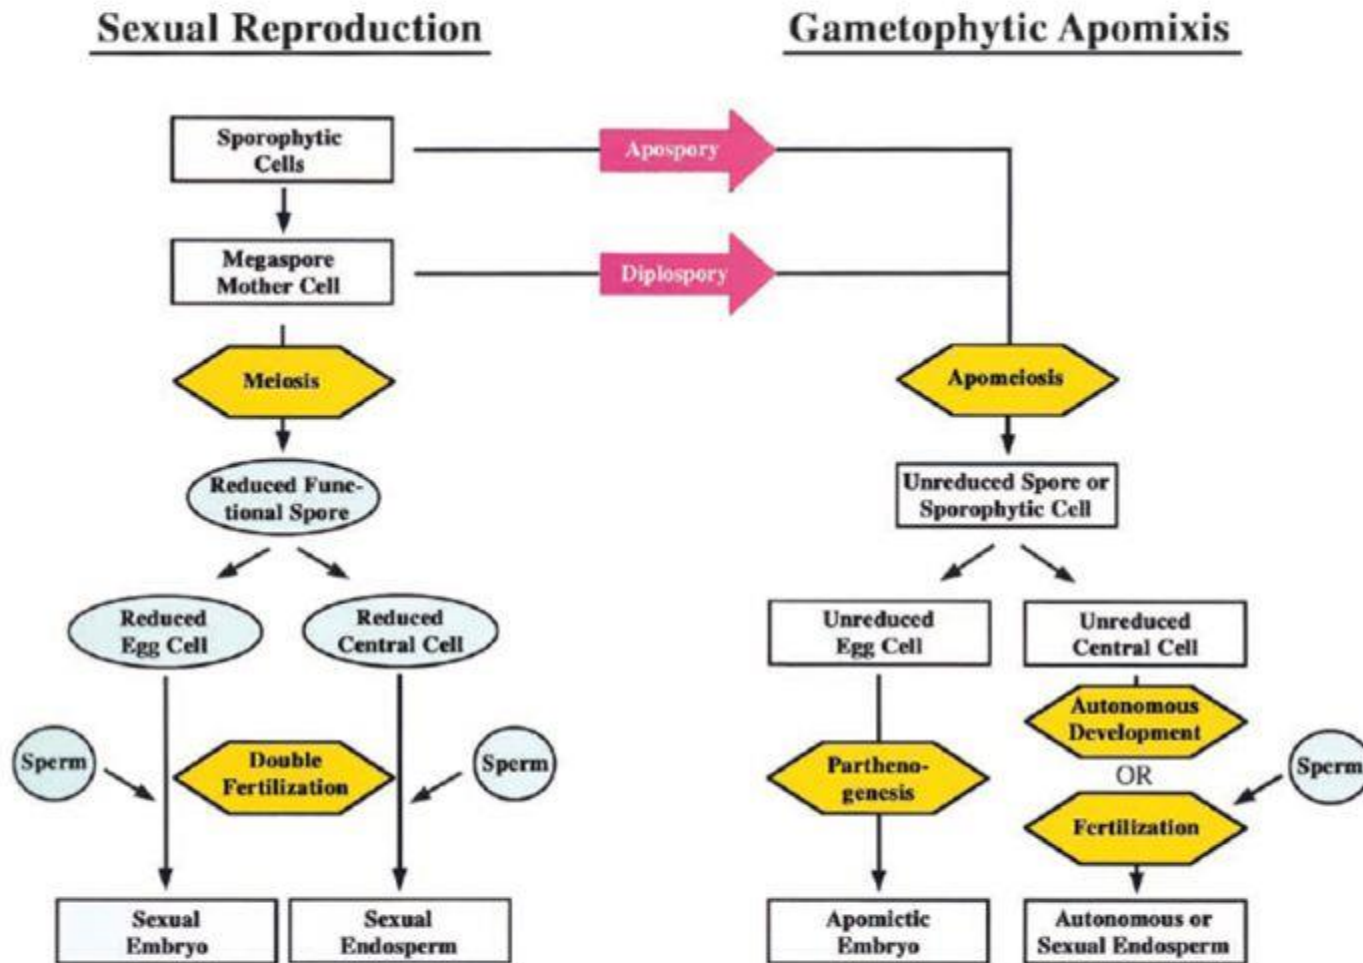 Sexual Reproduction
Gametophytic Apomixis
Sporophytic
Cells
Apospory
Megaspore
Mother Cell
Diplospory
Meiosis
Apomeiosis
Reduced Func-
tional Spore
Unreduced Spore or
Sporophytic Cell
Reduced
Egg Cell
Reduced
Central Cell
Unreduced
Egg Cell
Unreduced
Central Cell
Sperm
Double
Fertilization
Sperm
Partheno-
genesis
Autonomous
Development
OR
Sperm
Fertilization
Sexual
Embryo
Sexual
Endosperm
Apomictic
Embryo
Autonomous or
Sexual Endosperm